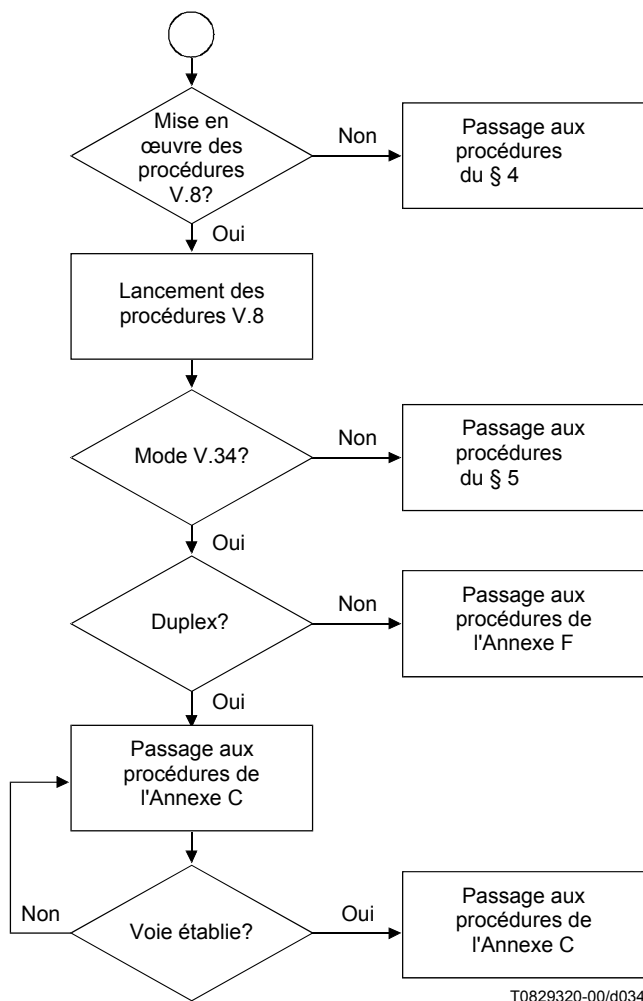 Mise en
œuvre des
procédures
V.8?
Non
Passage aux
procédures
du § 4
Oui
Lancement des
procédures V.8
Mode V.34?
Non
Passage aux
procédures
du § 5
Oui
Duplex?
Non
Passage aux
procédures de
l'Annexe F
Oui
Passage aux
procédures de
l'Annexe C
Non
Voie établie?
Oui
Passage aux
procédures de
l'Annexe C
T0829320-00/d034